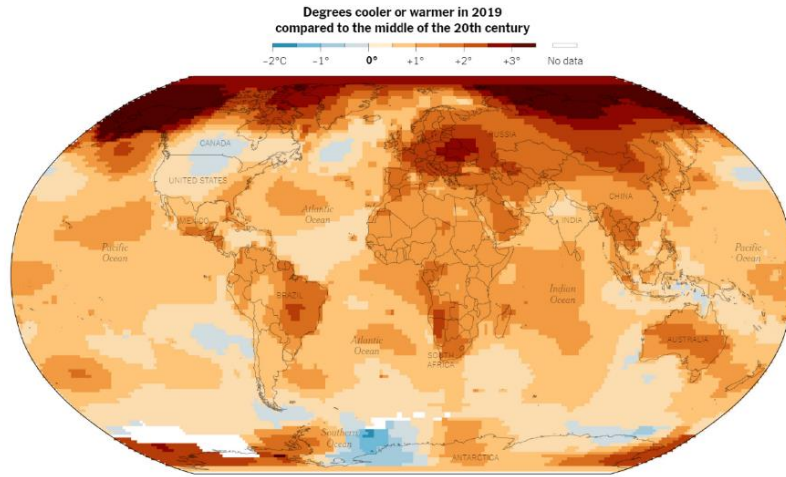 Degrees cooler or warmer in 2019
compared to the middle of the 20th century
−2°C −1° 0° +1° +2° +3° No data
CANADA
RUSSIA
UNITED STATES
CHINA
MEXICO
INDIA
Atlantic
Ocean
Pacific
Ocean
Pacific
Ocean
BRAZIL
Indian
Ocean
Atlantic
Ocean
AUSTRALIA
SOUTH
AFRICA
Southern
Ocean
ANTARCTICA